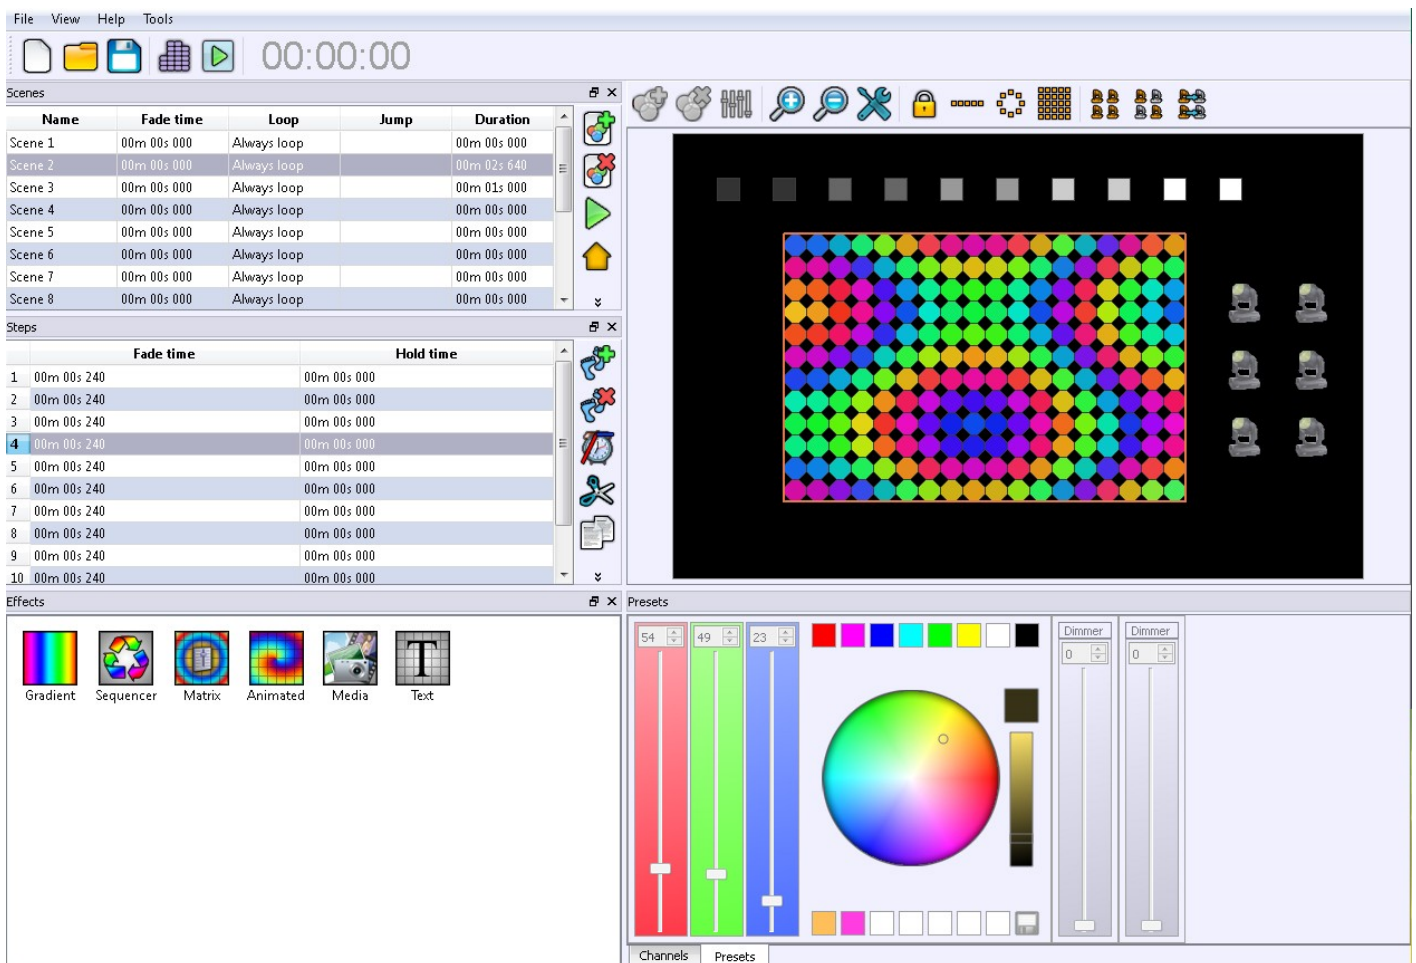 File View Help Tools
00:00:00
Scenes
Name Fade time Loop Jump Duration
Scene 1 00m 00s 000 Always loop 00m 00s 000
Scene 2 00m 00s 000 Always loop 00m 02s 640
Scene 3 00m 00s 000 Always loop 00m 01s 000
Scene 4 00m 00s 000 Always loop 00m 00s 000
Scene 5 00m 00s 000 Always loop 00m 00s 000
Scene 6 00m 00s 000 Always loop 00m 00s 000
Scene 7 00m 00s 000 Always loop 00m 00s 000
Scene 8 00m 00s 000 Always loop 00m 00s 000
Steps
Fade time Hold time
1 00m 00s 240 00m 00s 000
2 00m 00s 240 00m 00s 000
3 00m 00s 240 00m 00s 000
4 00m 00s 240 00m 00s 000
5 00m 00s 240 00m 00s 000
6 00m 00s 240 00m 00s 000
7 00m 00s 240 00m 00s 000
8 00m 00s 240 00m 00s 000
9 00m 00s 240 00m 00s 000
10 00m 00s 240 00m 00s 000
Effects
Gradient Sequencer Matrix Animated Media T Text
Presets
54 49 23
Dimmer Dimmer
0 0
Channels Presets